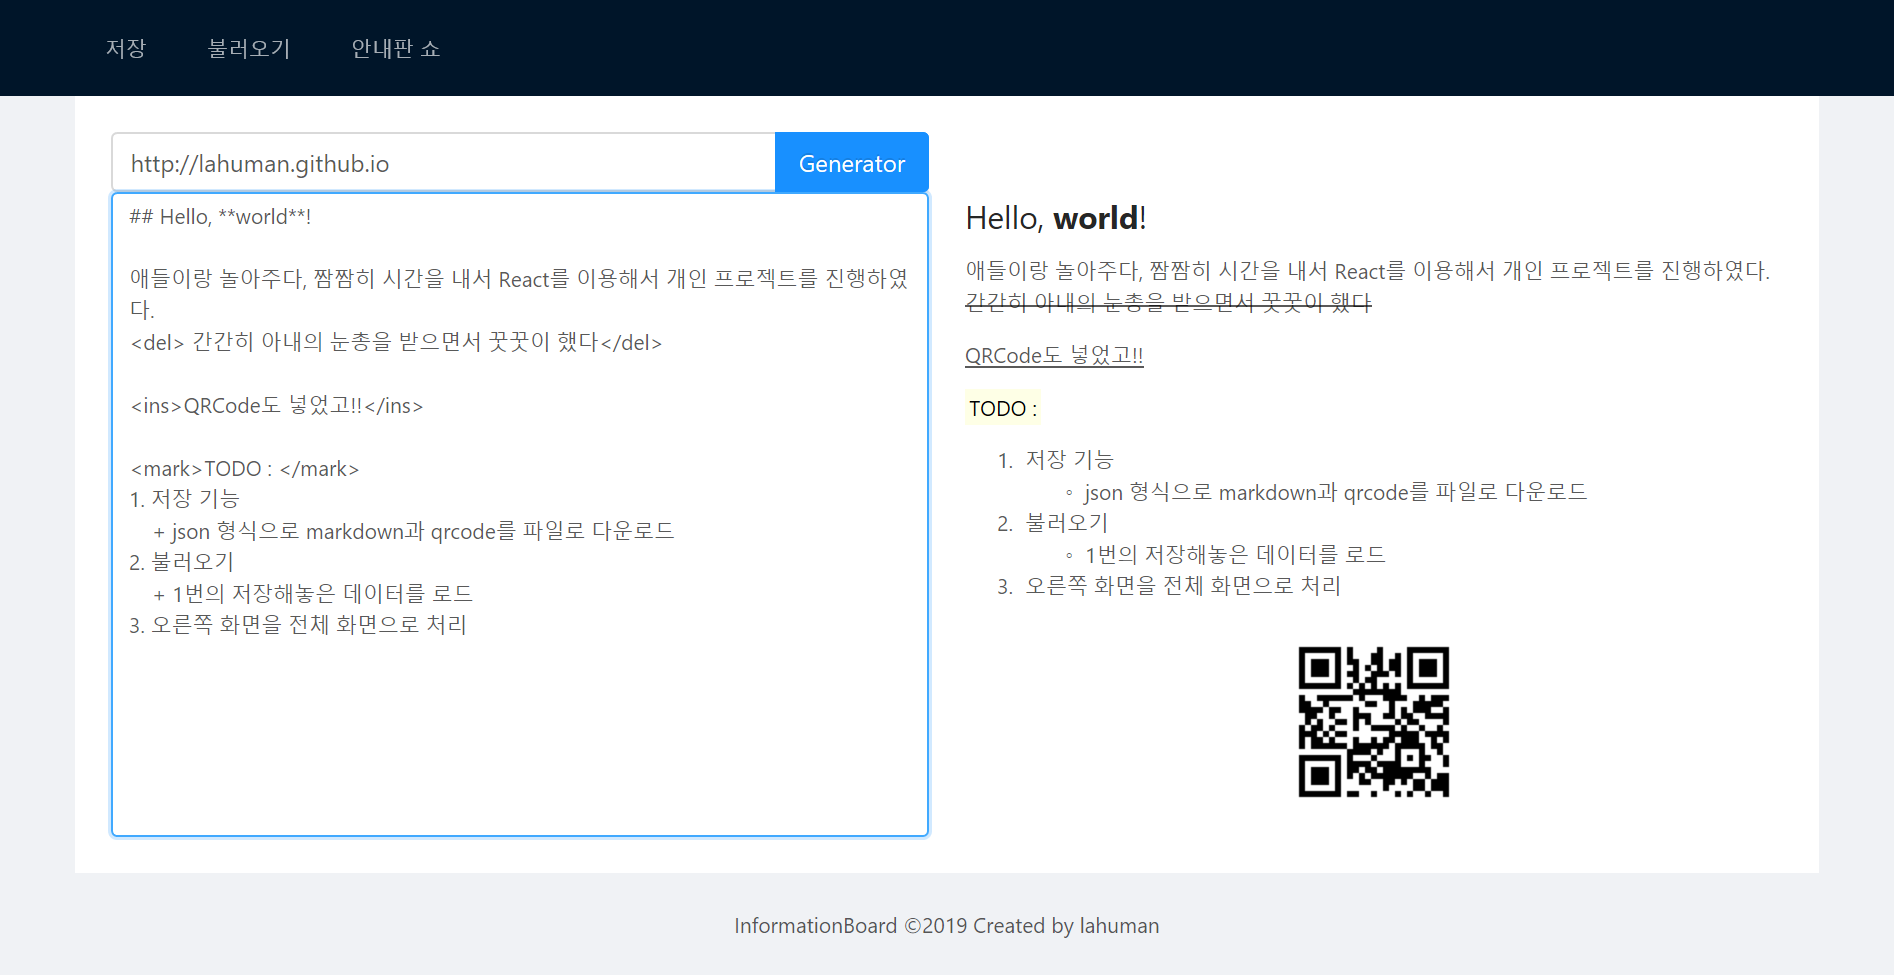 저장 불러오기 안내판 쇼
http://lahuman.github.io Generator
## Hello, **world**!
애들이랑 놀아주다, 짬짬히 시간을 내서 React를 이용해서 개인 프로젝트를 진행하였
다.
<del> 간간히 아내의 눈총을 받으면서 꿋꿋이 했다</del>
<ins>QRCode도 넣었고!!</ins>
<mark>TODO : </mark>
1. 저장 기능
+ json 형식으로 markdown과 qrcode를 파일로 다운로드
2. 불러오기
+ 1번의 저장해놓은 데이터를 로드
3. 오른쪽 화면을 전체 화면으로 처리
Hello, world!
애들이랑 놀아주다, 짬짬히 시간을 내서 React를 이용해서 개인 프로젝트를 진행하였다.
간간히 아내의 눈총을 받으면서 꿋꿋이 했다
QRCode도 넣었고!!
TODO :
1. 저장 기능
◦ json 형식으로 markdown과 qrcode를 파일로 다운로드
2. 불러오기
◦ 1번의 저장해놓은 데이터를 로드
3. 오른쪽 화면을 전체 화면으로 처리
InformationBoard ©2019 Created by lahuman